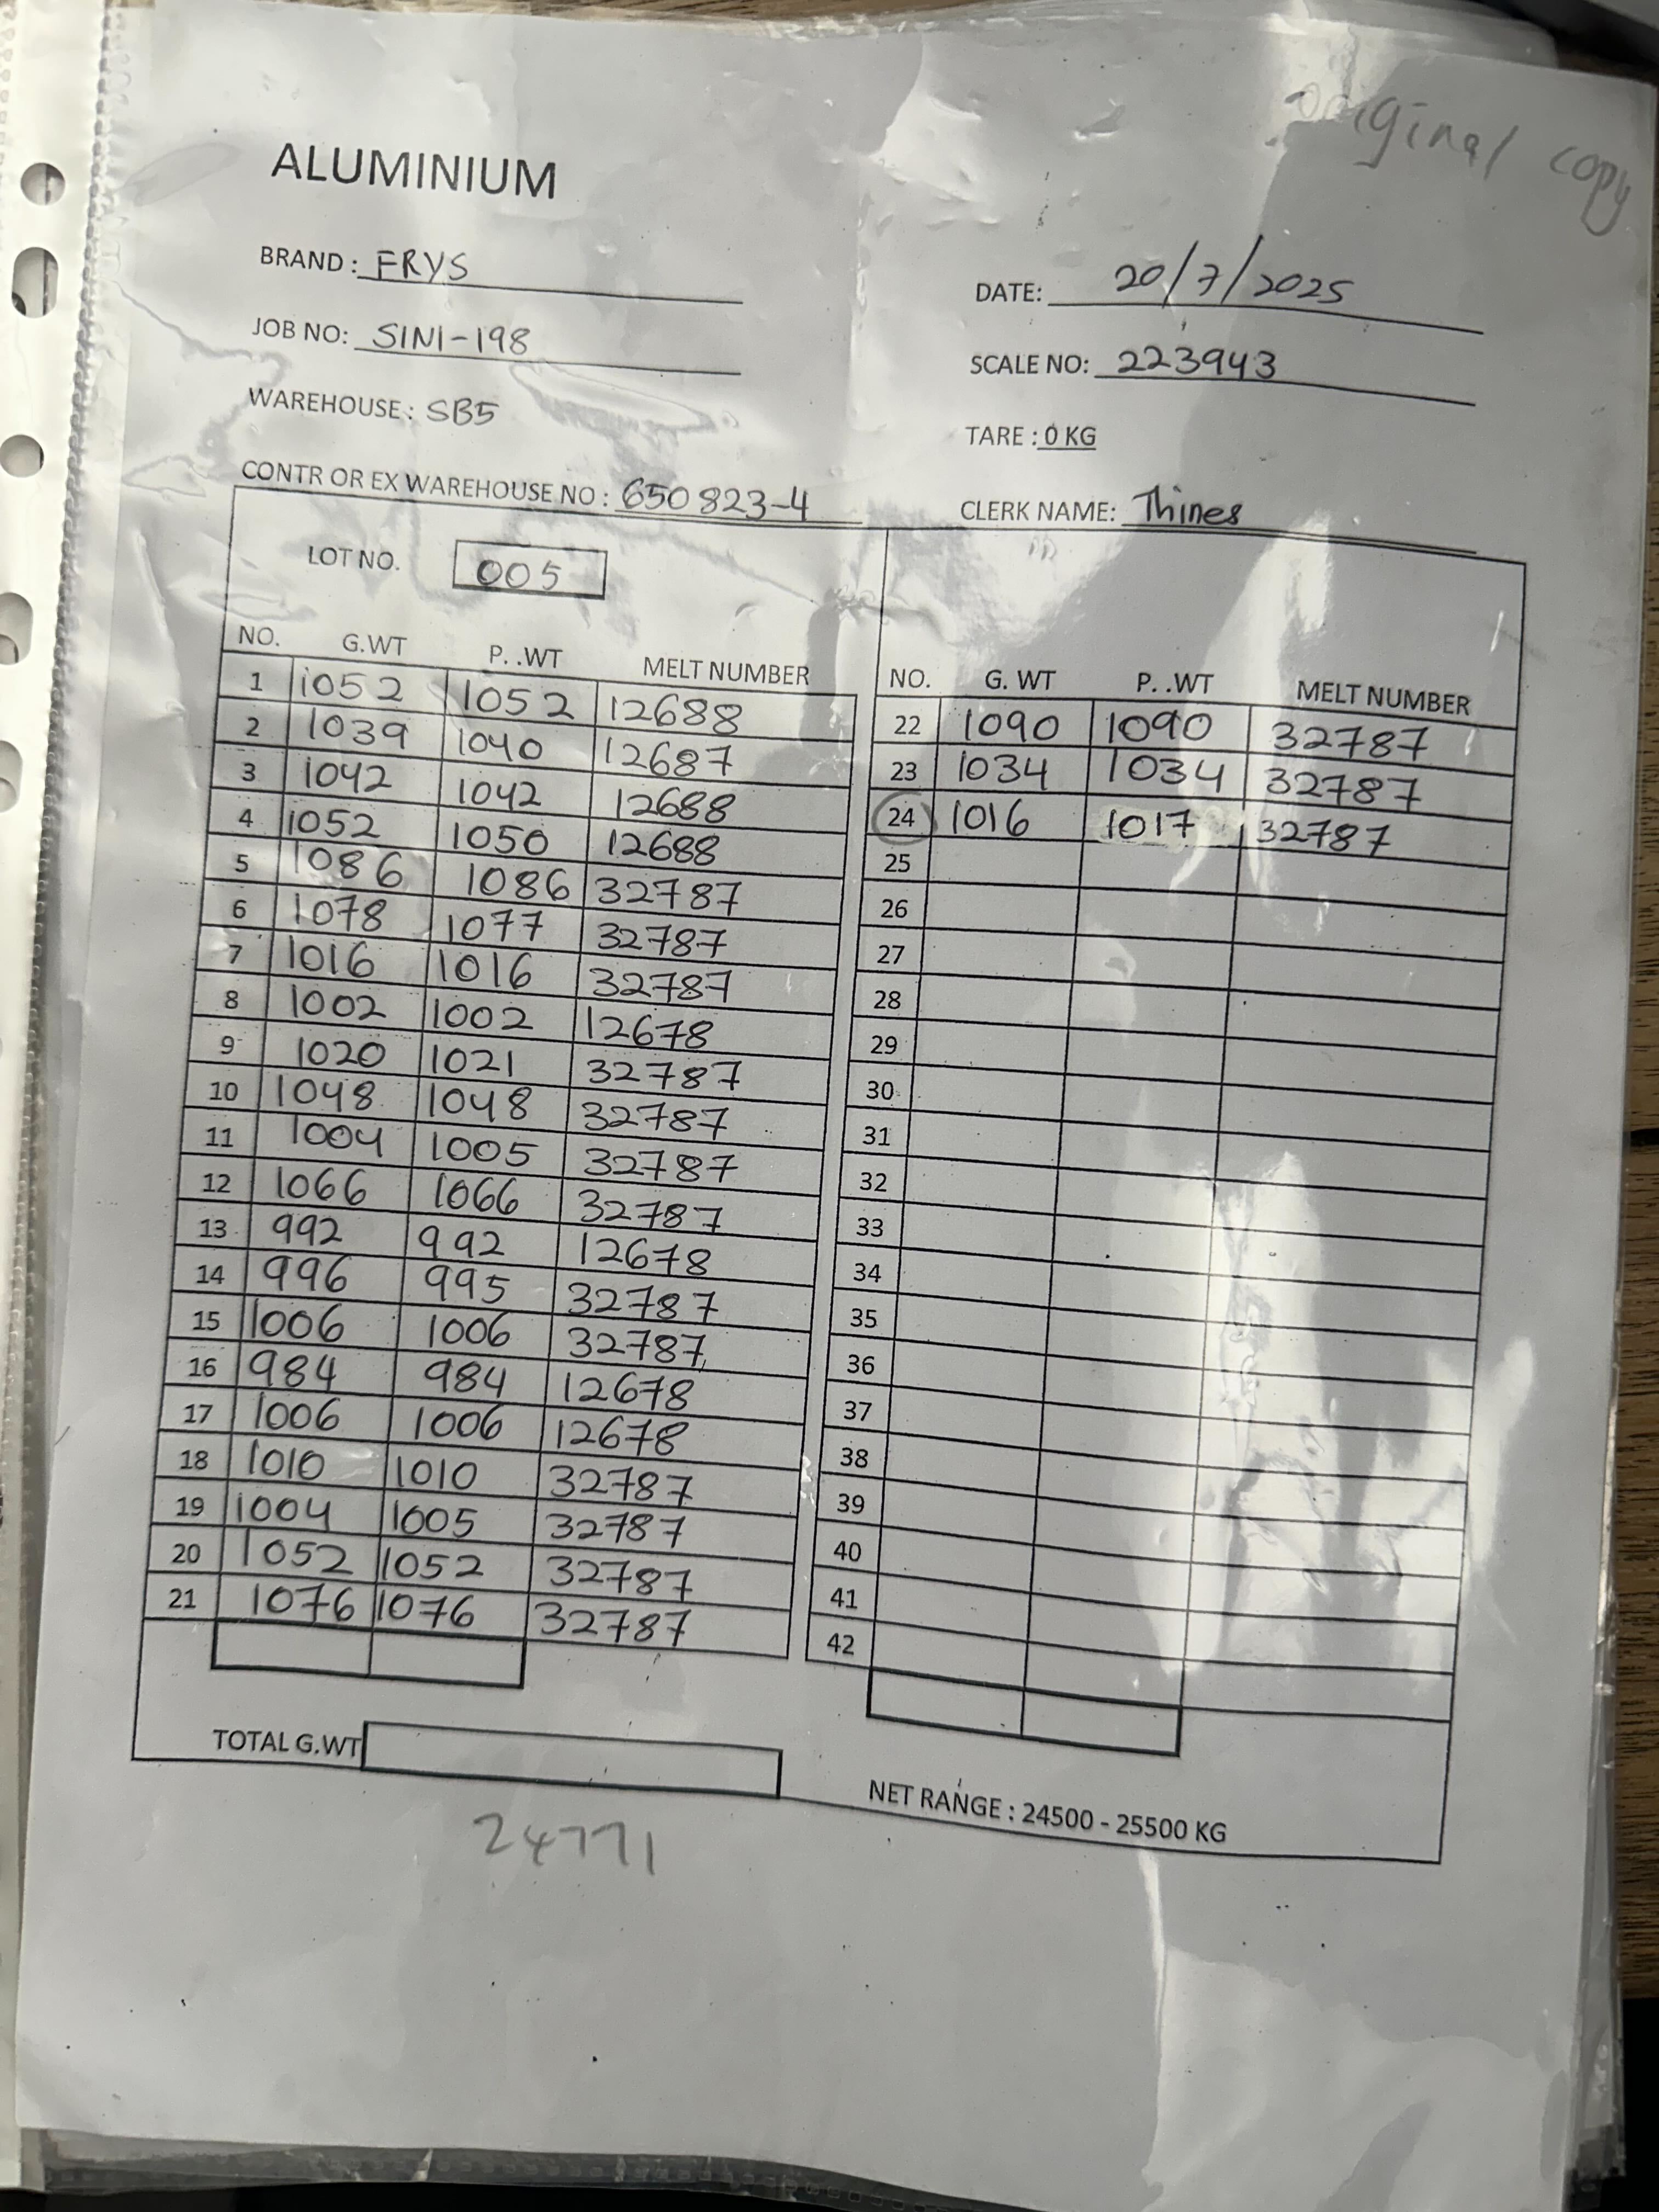 original copy
ALUMINIUM
BRAND : FRYS
DATE: 20/7/2025
JOB NO: SINI-198
SCALE NO: 223943
WAREHOUSE : SB5
TARE : 0 KG
CONTR OR EX WAREHOUSE NO : 650823-4
CLERK NAME: Thines
LOT NO. 005
NO. G.WT P. .WT MELT NUMBER
1 1052 1052 12688
2 1039 1040 12687
3 1042 1042 12688
4 1052 1050 12688
5 1086 1086 32787
6 1078 1077 32787
7 1016 1016 32787
8 1002 1002 12678
9 1020 1021 32787
10 1048 1048 32787
11 1004 1005 32787
12 1066 1066 32787
13 992 992 12678
14 996 995 32787
15 1006 1006 32787
16 984 984 12678
17 1006 1006 12678
18 1010 1010 32787
19 1004 1005 32787
20 1052 1052 32787
21 1076 1076 32787
NO. G. WT P. .WT MELT NUMBER
22 1090 1090 32787
23 1034 1034 32787
24 1016 1017 32787
25
26
27
28
29
30
31
32
33
34
35
36
37
38
39
40
41
42
TOTAL G.WT
NET RANGE : 24500 - 25500 KG
24771